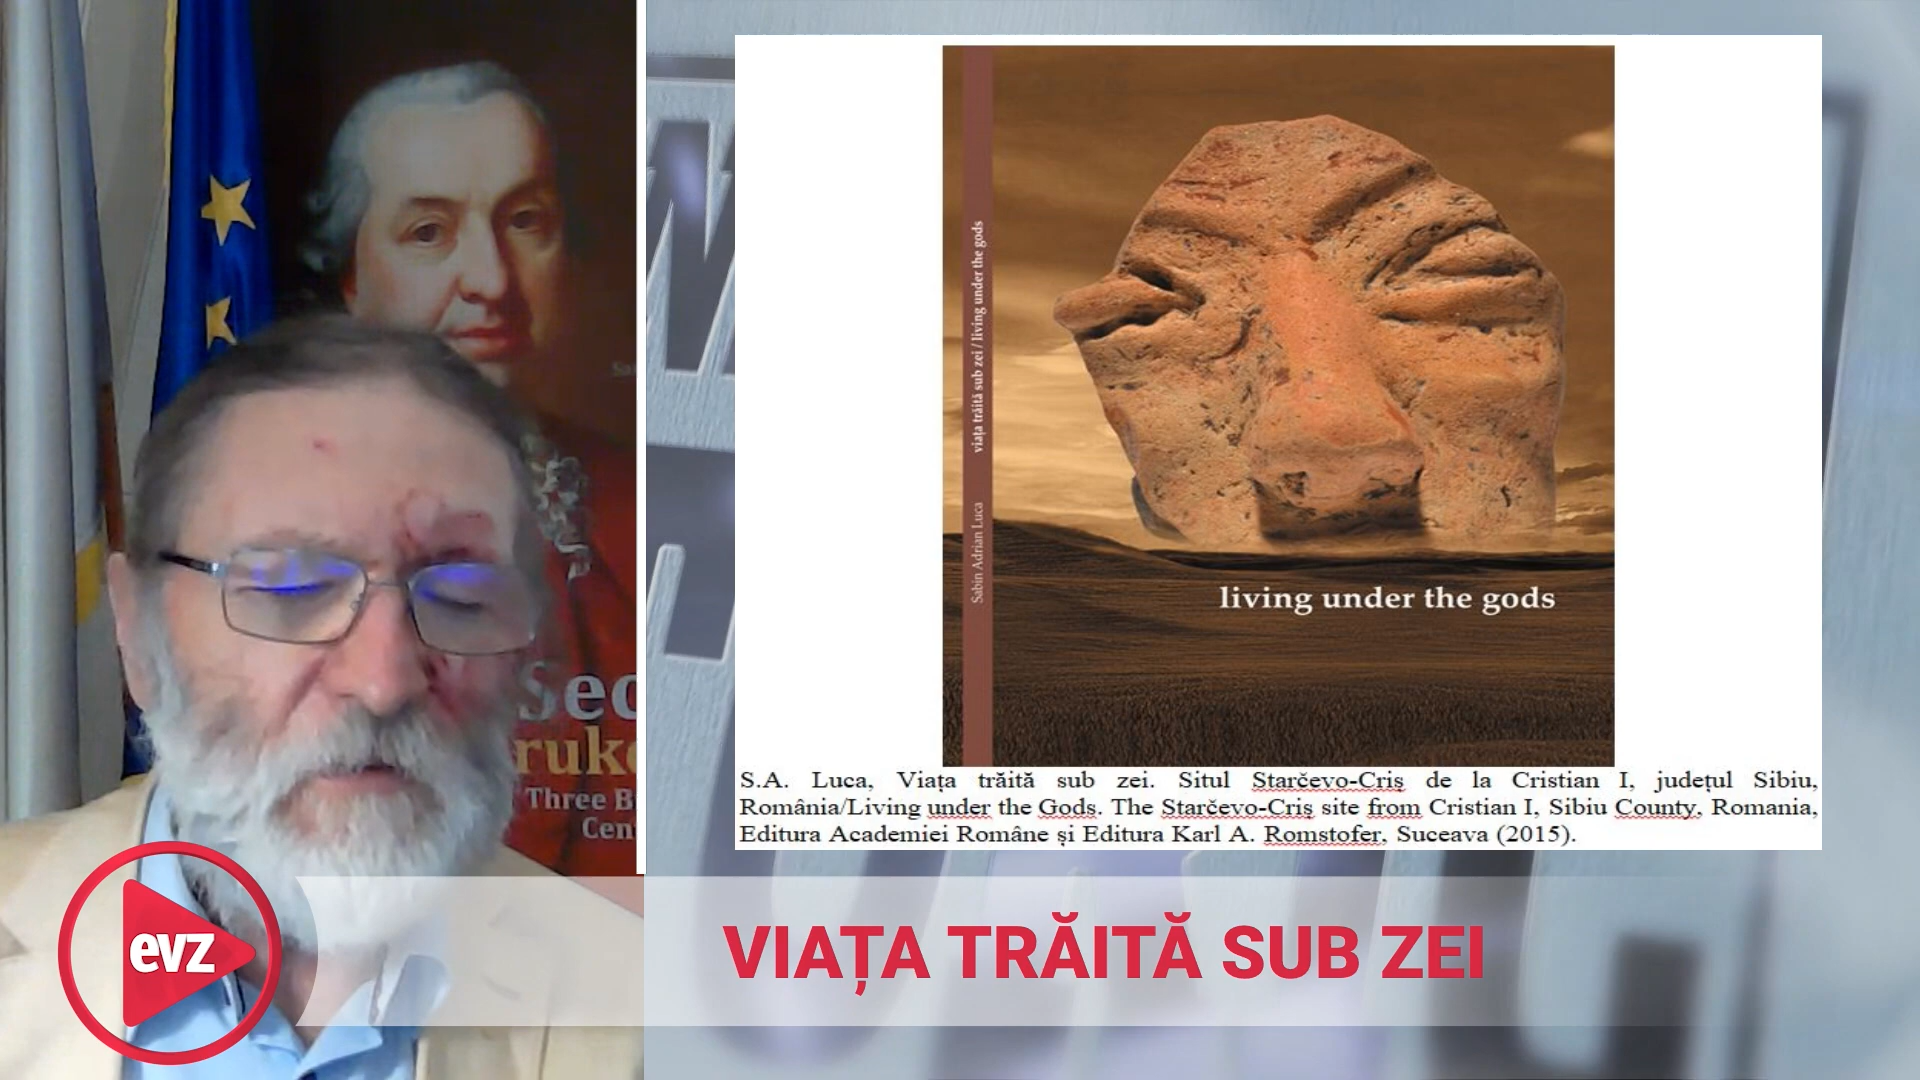 Sec
ruk
Three B
Cen
viața trăită sub zei / living under the gods
Sabin Adrian Luca
living under the gods
S.A. Luca, Viața trăită sub zei. Situl Starčevo-Criș de la Cristian I, județul Sibiu,
România/Living under the Gods. The Starčevo-Criș site from Cristian I, Sibiu County, Romania,
Editura Academiei Române și Editura Karl A. Romstofer, Suceava (2015).
evz
VIAȚA TRĂITĂ SUB ZEI